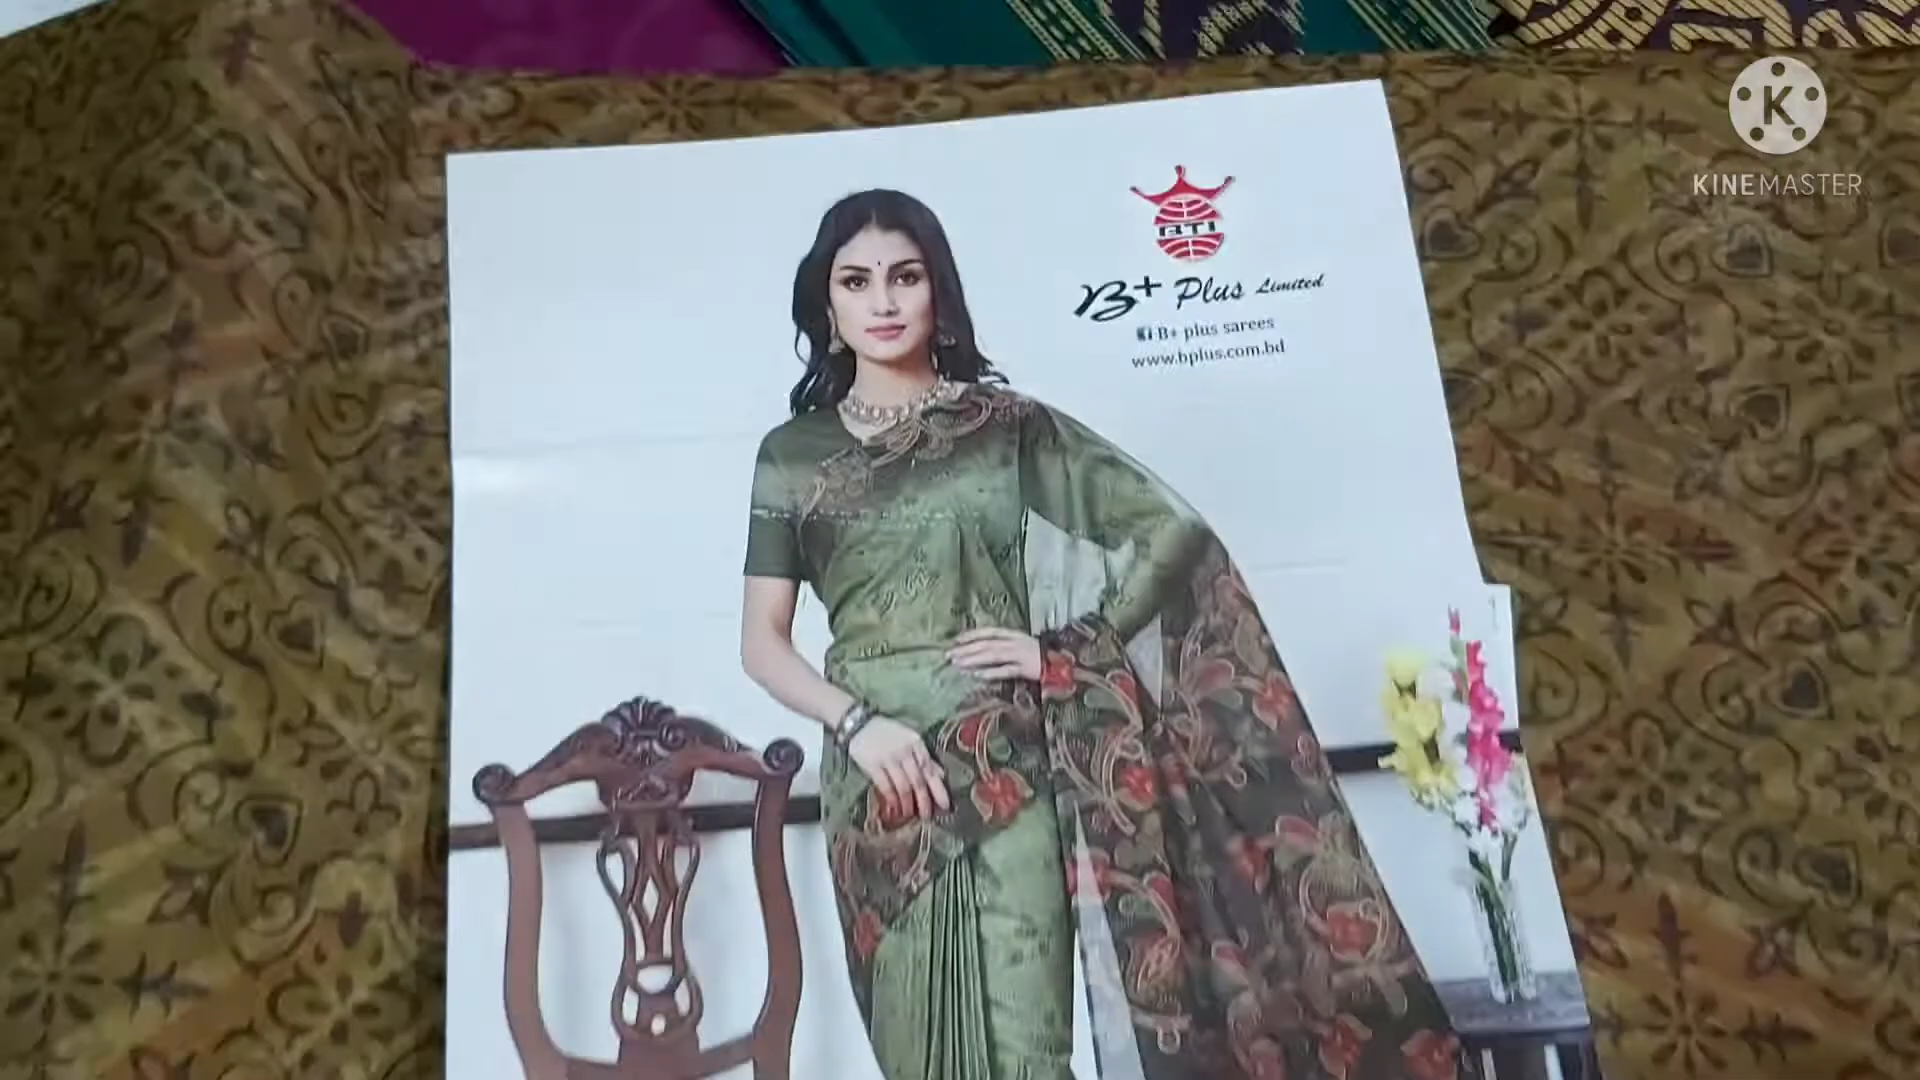 BTI
B+ Plus Limited
B+ plus sarees
www.bplus.com.bd
K
KINEMASTER